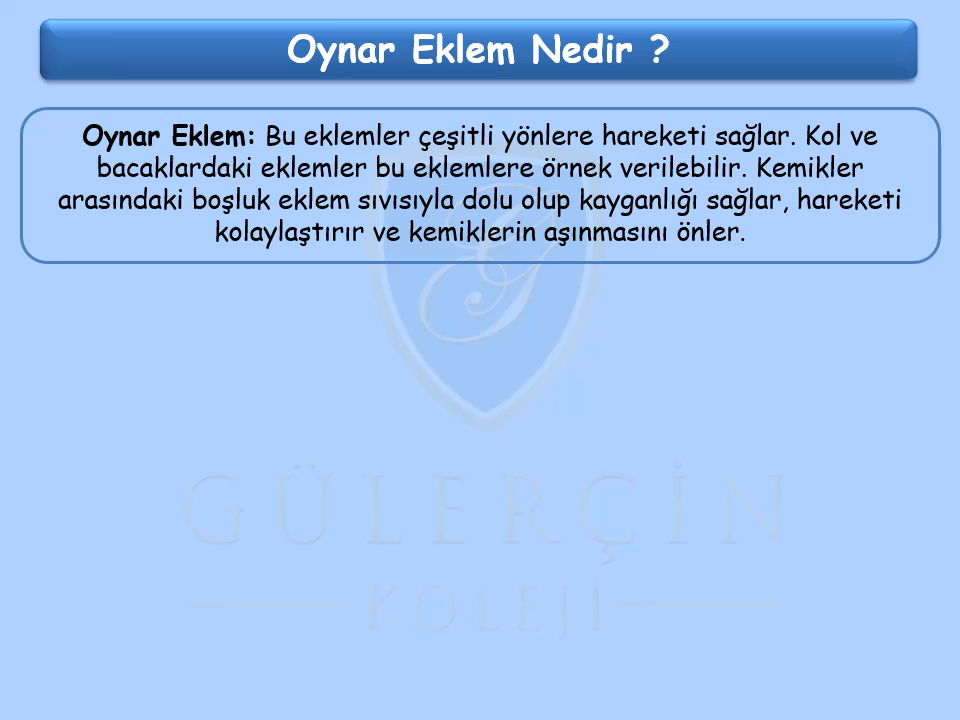 Oynar Eklem Nedir ?
Oynar Eklem: Bu eklemler çeşitli yönlere hareketi sağlar. Kol ve
bacaklardaki eklemler bu eklemlere örnek verilebilir. Kemikler
arasındaki boşluk eklem sıvısıyla dolu olup kayganlığı sağlar, hareketi
kolaylaştırır ve kemiklerin aşınmasını önler.
GÜLERÇİN
KOLEJİ